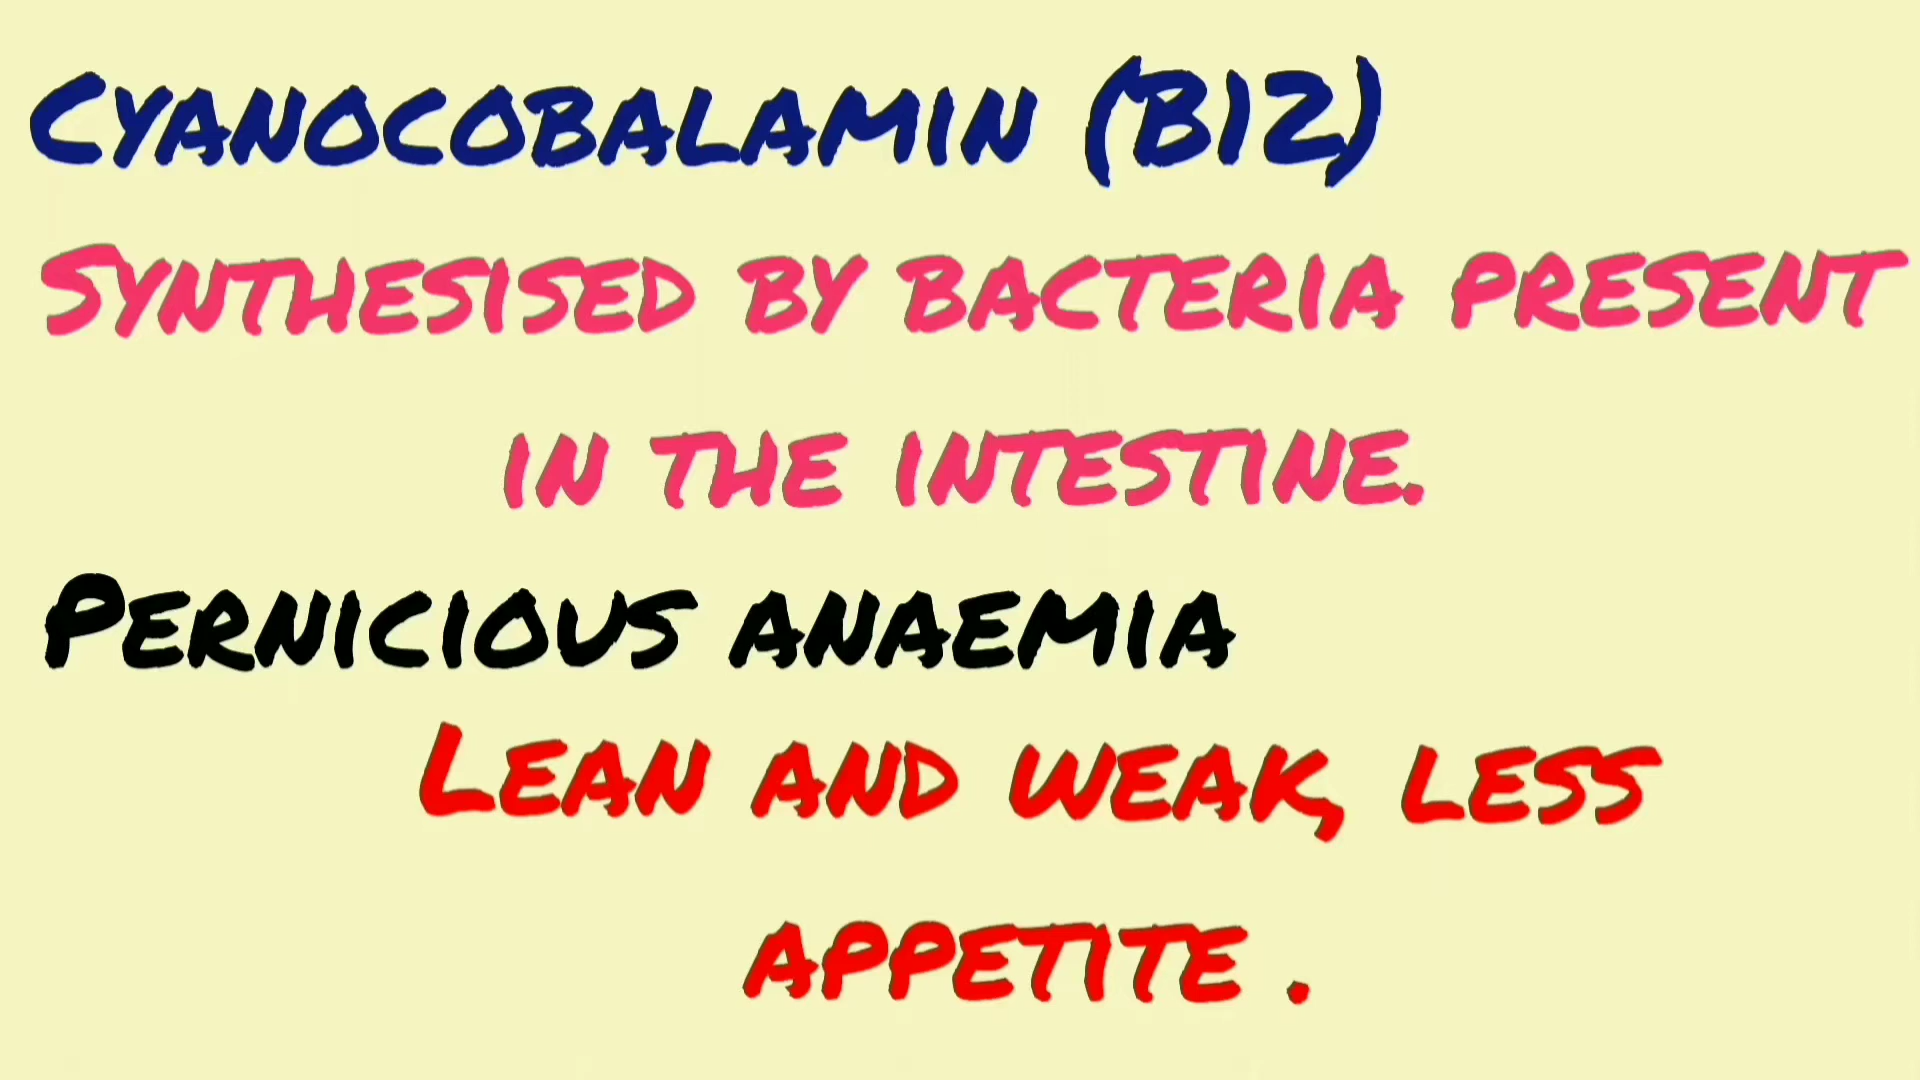 Cyanocobalamin (B12)
Synthesised by bacteria present
in the intestine.
Pernicious anaemia
Lean and weak, less
appetite .